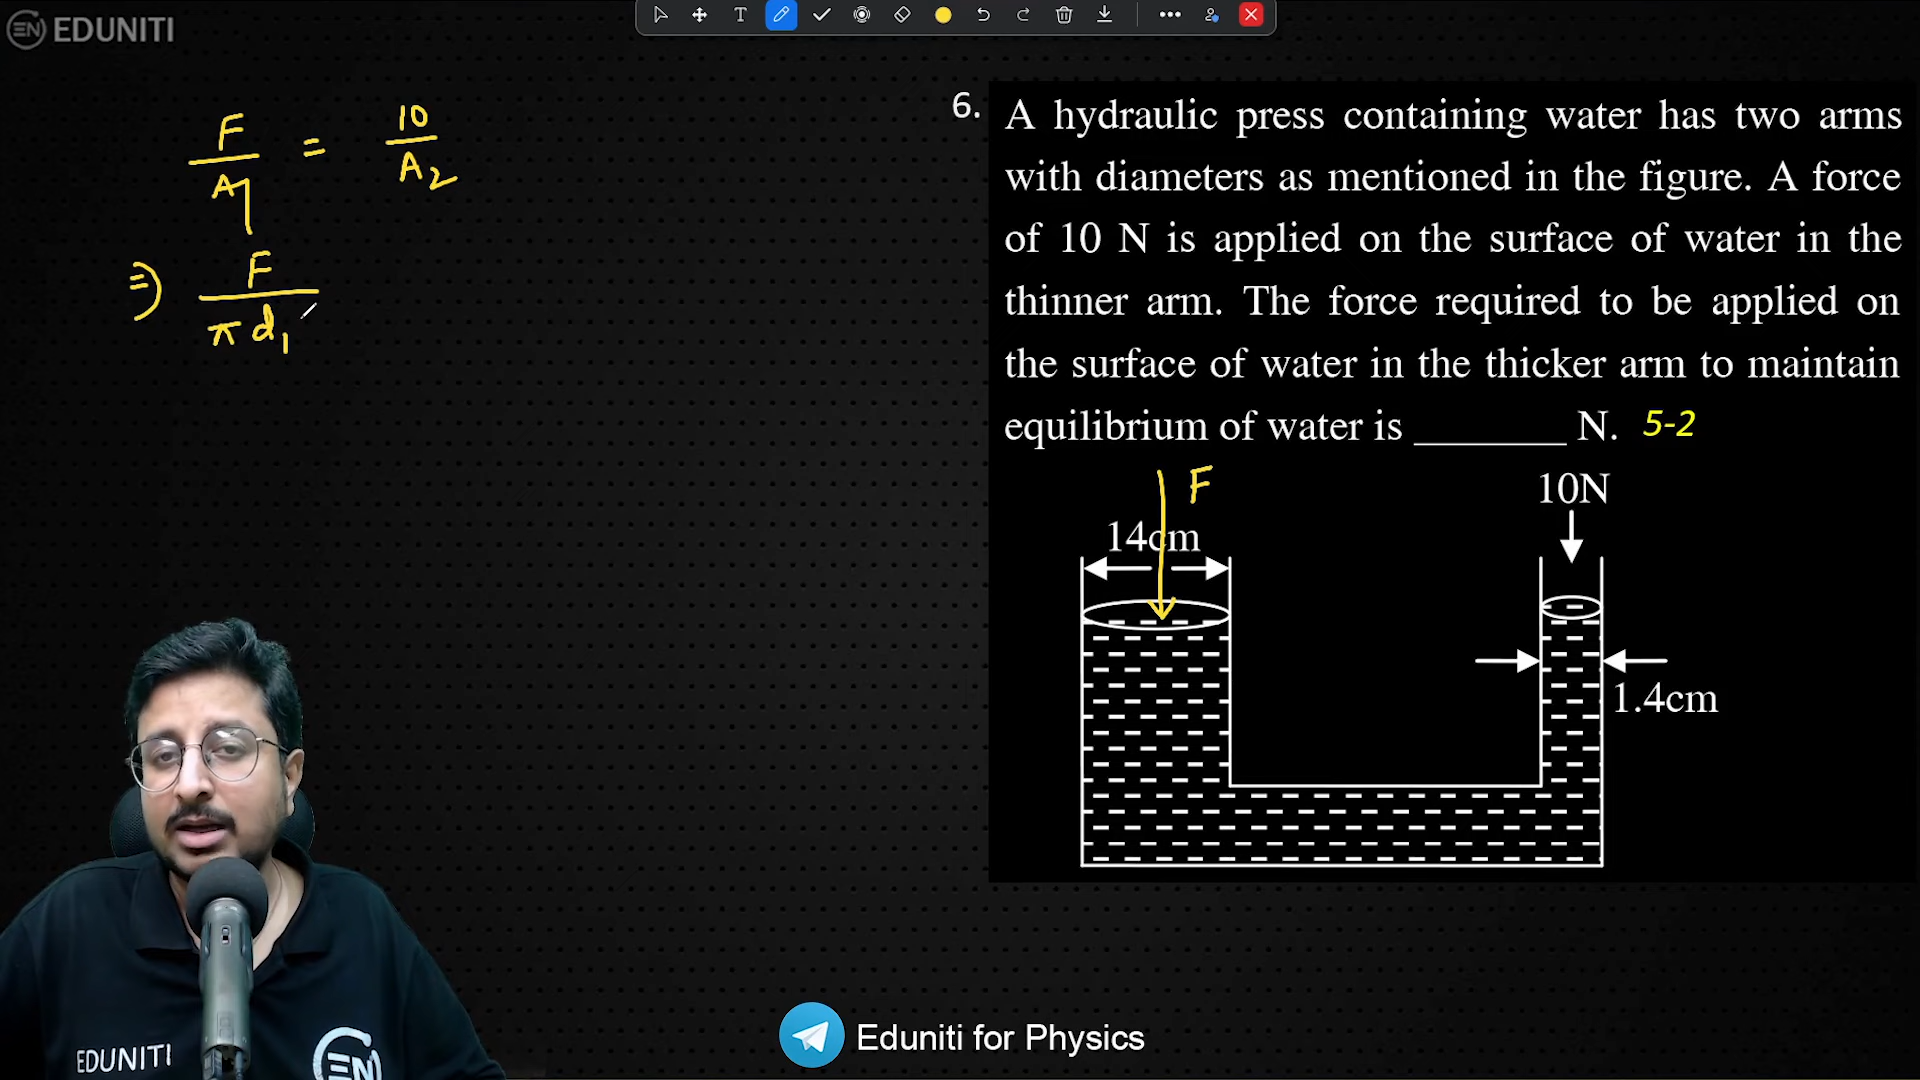 EDUNITI
F/A1 = 10/A2
⇒ F/πd1
6. A hydraulic press containing water has two arms
with diameters as mentioned in the figure. A force
of 10 N is applied on the surface of water in the
thinner arm. The force required to be applied on
the surface of water in the thicker arm to maintain
equilibrium of water is ________ N. 5-2
F
10N
14cm
1.4cm
EDUNITI
EN
Eduniti for Physics